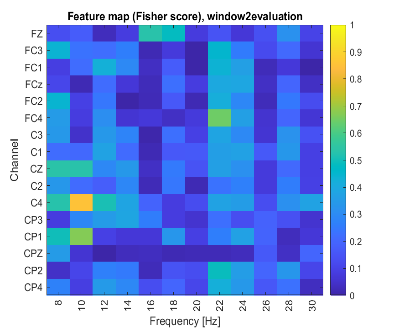 Feature map (Fisher score), window2evaluation
FZ
FC3
FC1
FCz
FC2
FC4
C3
C1
CZ
C2
C4
CP3
CP1
CPZ
CP2
CP4
Channel
8 10 12 14 16 18 20 22 24 26 28 30
Frequency [Hz]
1
0.9
0.8
0.7
0.6
0.5
0.4
0.3
0.2
0.1
0